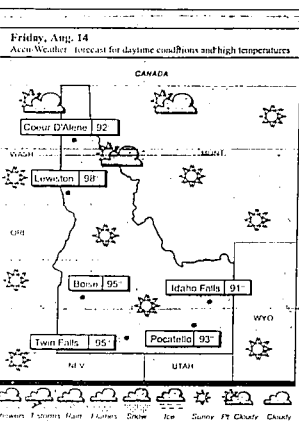 Friday, Aug. 14
Accu-Weather forecast for daytime conditions and high temperatures
CANADA
Coeur D'Alene 92°
WASH
MONT.
Lewiston 98°
ORE
Boise 95°
Idaho Falls 91°
WYO
Twin Falls 95°
Pocatello 93°
NEV
UTAH
Showers T-storms Rain Flurries Snow Ice Sunny Pt. Cloudy Cloudy